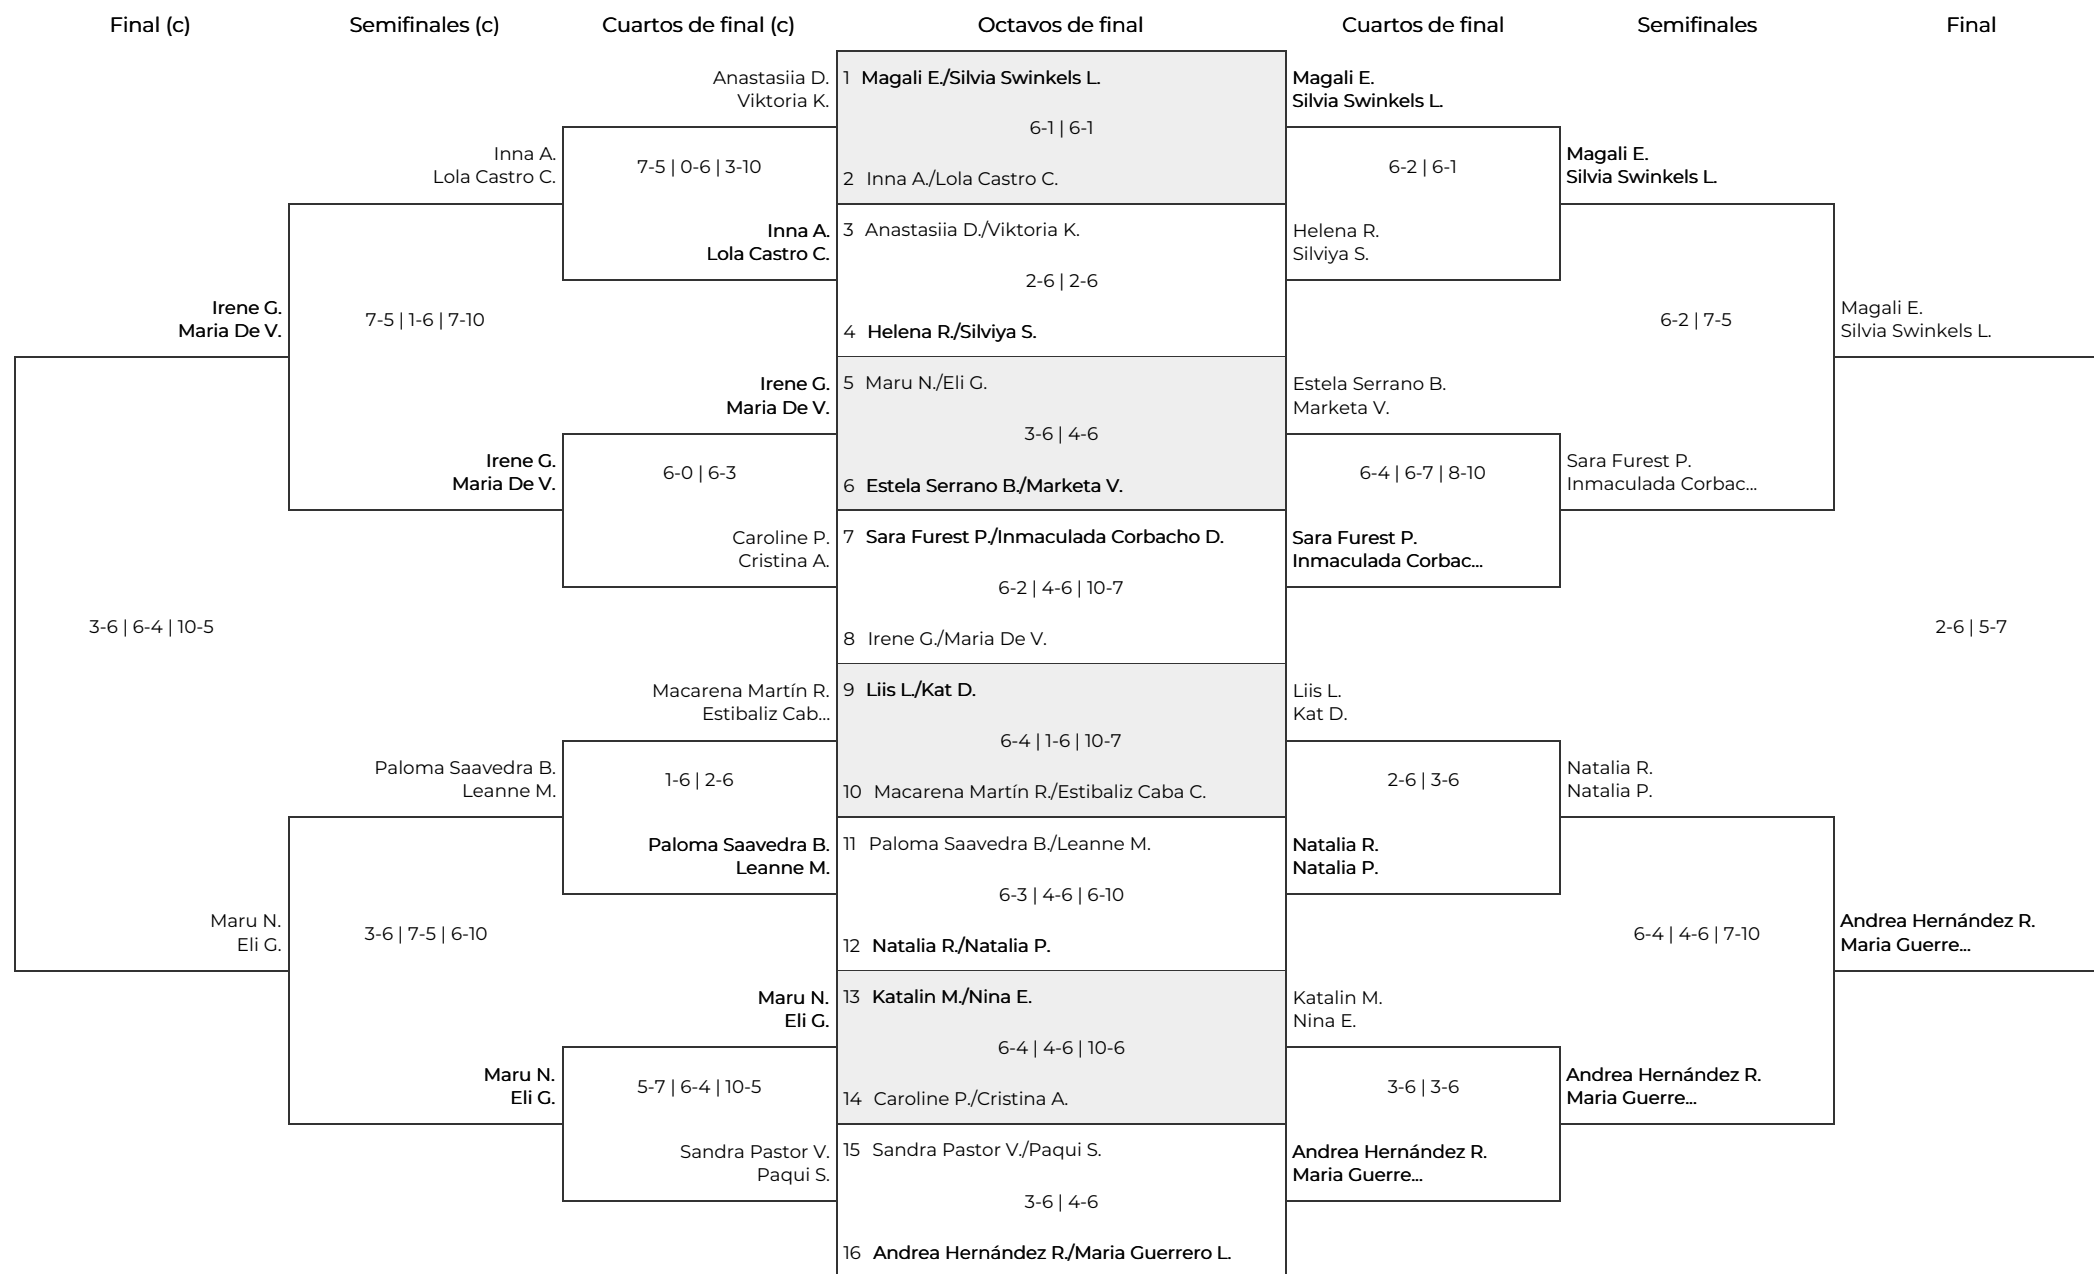 Final (c)
Semifinales (c)
Cuartos de final (c)
Octavos de final
Cuartos de final
Semifinales
Final
Irene G.
Maria De V.
3-6 | 6-4 | 10-5
Maru N.
Eli G.
Inna A.
Lola Castro C.
7-5 | 1-6 | 7-10
Irene G.
Maria De V.
Paloma Saavedra B.
Leanne M.
3-6 | 7-5 | 6-10
Maru N.
Eli G.
Anastasiia D.
Viktoria K.
7-5 | 0-6 | 3-10
Inna A.
Lola Castro C.
Irene G.
Maria De V.
6-0 | 6-3
Caroline P.
Cristina A.
Macarena Martín R.
Estibaliz Cab...
1-6 | 2-6
Paloma Saavedra B.
Leanne M.
Maru N.
Eli G.
5-7 | 6-4 | 10-5
Sandra Pastor V.
Paqui S.
1 Magali E./Silvia Swinkels L.
6-1 | 6-1
2 Inna A./Lola Castro C.
3 Anastasiia D./Viktoria K.
2-6 | 2-6
4 Helena R./Silviya S.
5 Maru N./Eli G.
3-6 | 4-6
6 Estela Serrano B./Marketa V.
7 Sara Furest P./Inmaculada Corbacho D.
6-2 | 4-6 | 10-7
8 Irene G./Maria De V.
9 Liis L./Kat D.
6-4 | 1-6 | 10-7
10 Macarena Martín R./Estibaliz Caba C.
11 Paloma Saavedra B./Leanne M.
6-3 | 4-6 | 6-10
12 Natalia R./Natalia P.
13 Katalin M./Nina E.
6-4 | 4-6 | 10-6
14 Caroline P./Cristina A.
15 Sandra Pastor V./Paqui S.
3-6 | 4-6
16 Andrea Hernández R./Maria Guerrero L.
Magali E.
Silvia Swinkels L.
6-2 | 6-1
Helena R.
Silviya S.
Estela Serrano B.
Marketa V.
6-4 | 6-7 | 8-10
Sara Furest P.
Inmaculada Corbac...
Liis L.
Kat D.
2-6 | 3-6
Natalia R.
Natalia P.
Katalin M.
Nina E.
3-6 | 3-6
Andrea Hernández R.
Maria Guerre...
Magali E.
Silvia Swinkels L.
6-2 | 7-5
Sara Furest P.
Inmaculada Corbac...
Natalia R.
Natalia P.
6-4 | 4-6 | 7-10
Andrea Hernández R.
Maria Guerre...
Magali E.
Silvia Swinkels L.
2-6 | 5-7
Andrea Hernández R.
Maria Guerre...